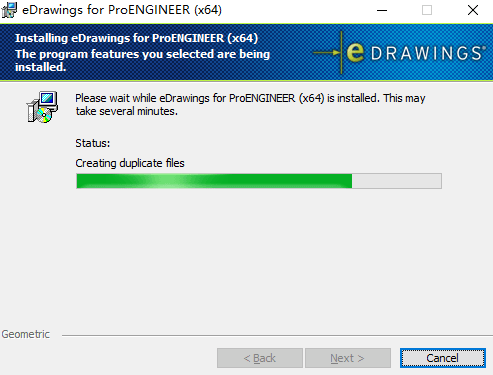 eDrawings for ProENGINEER (x64)
Installing eDrawings for ProENGINEER (x64)
The program features you selected are being
installed.
eDRAWINGS®
Please wait while eDrawings for ProENGINEER (x64) is installed. This may
take several minutes.
Status:
Creating duplicate files
Geometric
< Back
Next >
Cancel